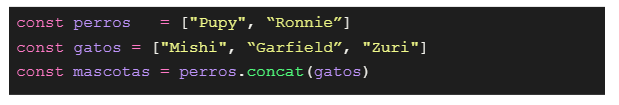 const perros   = ["Pupy", “Ronnie”]
const gatos = ["Mishi", “Garfield”, "Zuri"]
const mascotas = perros.concat(gatos)